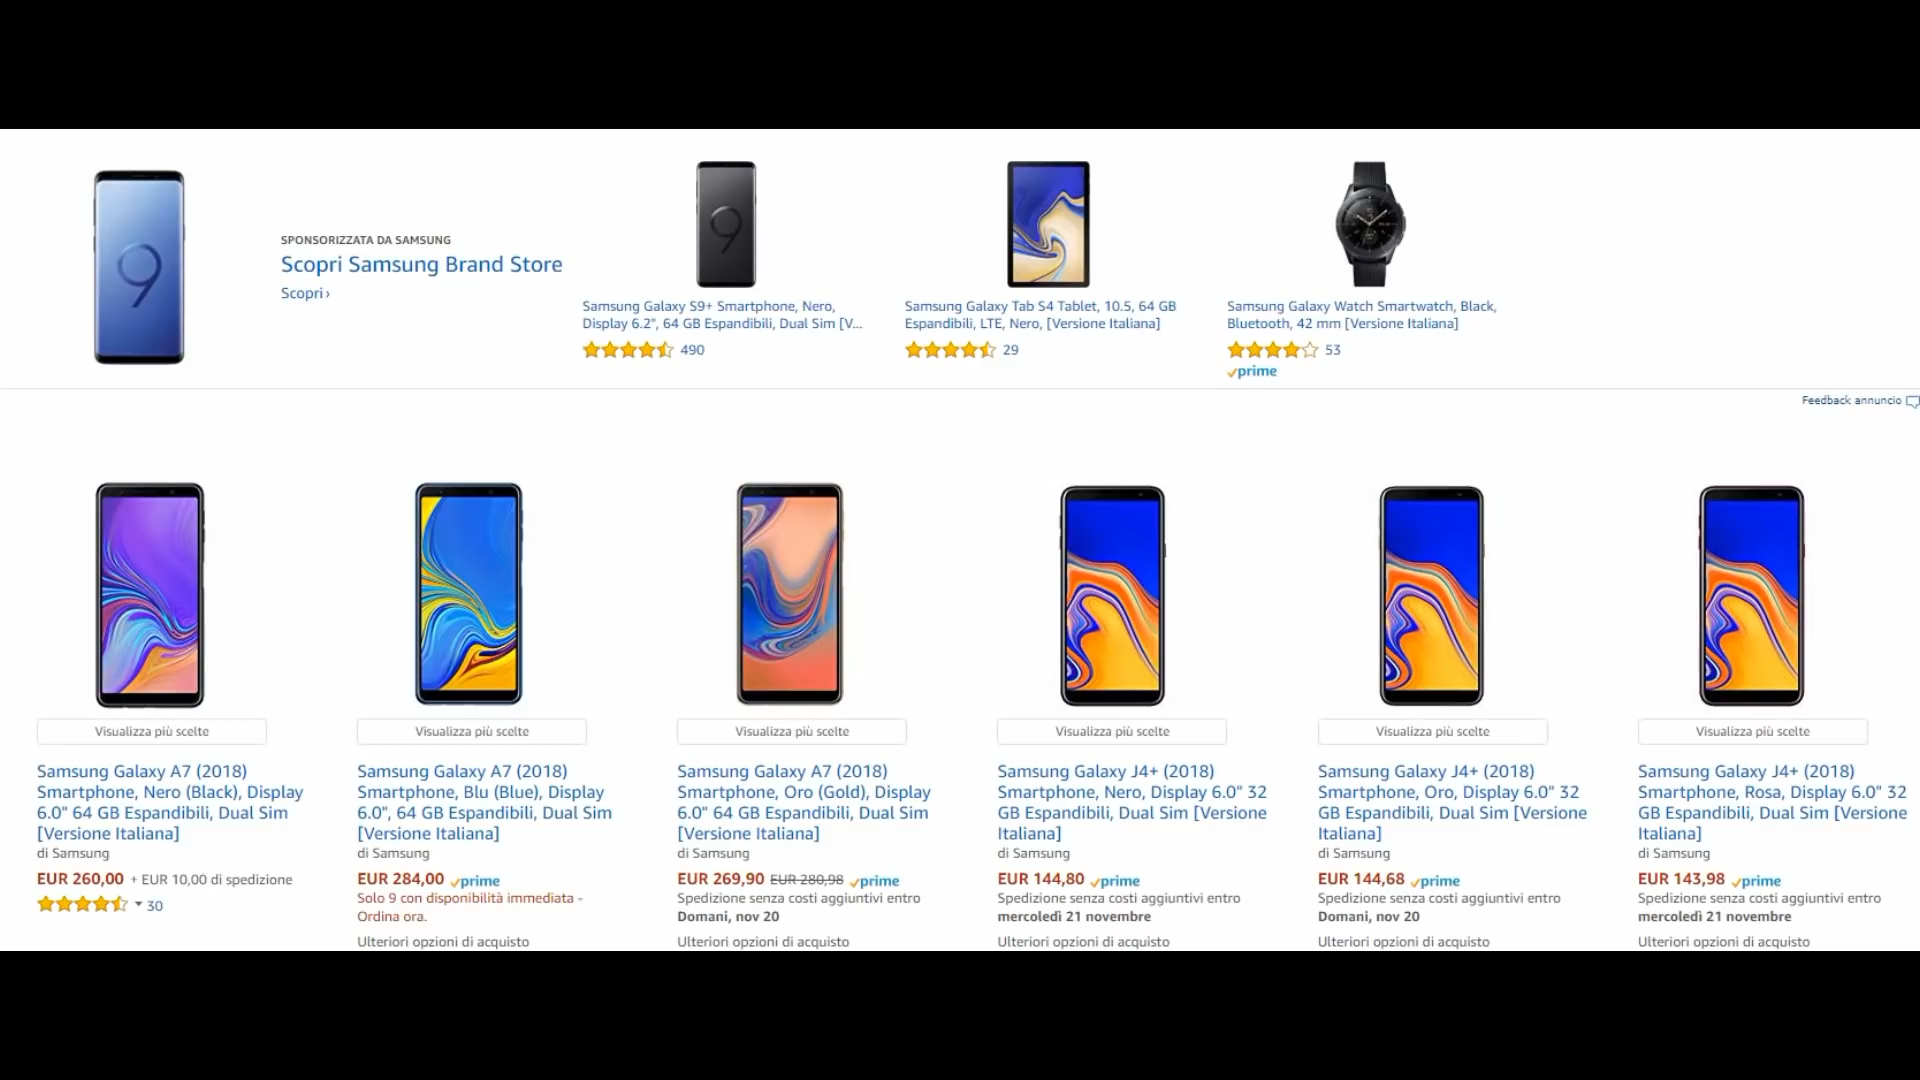 SPONSORIZZATA DA SAMSUNG
Scopri Samsung Brand Store
Scopri ›
Samsung Galaxy S9+ Smartphone, Nero,
Display 6.2", 64 GB Espandibili, Dual Sim [V...
490
Samsung Galaxy Tab S4 Tablet, 10.5, 64 GB
Espandibili, LTE, Nero, [Versione Italiana]
29
Samsung Galaxy Watch Smartwatch, Black,
Bluetooth, 42 mm [Versione Italiana]
53
prime
Feedback annuncio
Visualizza più scelte
Samsung Galaxy A7 (2018)
Smartphone, Nero (Black), Display
6.0" 64 GB Espandibili, Dual Sim
[Versione Italiana]
di Samsung
EUR 260,00 + EUR 10,00 di spedizione
30
Visualizza più scelte
Samsung Galaxy A7 (2018)
Smartphone, Blu (Blue), Display
6.0", 64 GB Espandibili, Dual Sim
[Versione Italiana]
di Samsung
EUR 284,00 prime
Solo 9 con disponibilità immediata -
Ordina ora.
Ulteriori opzioni di acquisto
Visualizza più scelte
Samsung Galaxy A7 (2018)
Smartphone, Oro (Gold), Display
6.0" 64 GB Espandibili, Dual Sim
[Versione Italiana]
di Samsung
EUR 269,90 EUR 280,98 prime
Spedizione senza costi aggiuntivi entro
Domani, nov 20
Ulteriori opzioni di acquisto
Visualizza più scelte
Samsung Galaxy J4+ (2018)
Smartphone, Nero, Display 6.0" 32
GB Espandibili, Dual Sim [Versione
Italiana]
di Samsung
EUR 144,80 prime
Spedizione senza costi aggiuntivi entro
mercoledì 21 novembre
Ulteriori opzioni di acquisto
Visualizza più scelte
Samsung Galaxy J4+ (2018)
Smartphone, Oro, Display 6.0" 32
GB Espandibili, Dual Sim [Versione
Italiana]
di Samsung
EUR 144,68 prime
Spedizione senza costi aggiuntivi entro
Domani, nov 20
Ulteriori opzioni di acquisto
Visualizza più scelte
Samsung Galaxy J4+ (2018)
Smartphone, Rosa, Display 6.0" 32
GB Espandibili, Dual Sim [Versione
Italiana]
di Samsung
EUR 143,98 prime
Spedizione senza costi aggiuntivi entro
mercoledì 21 novembre
Ulteriori opzioni di acquisto